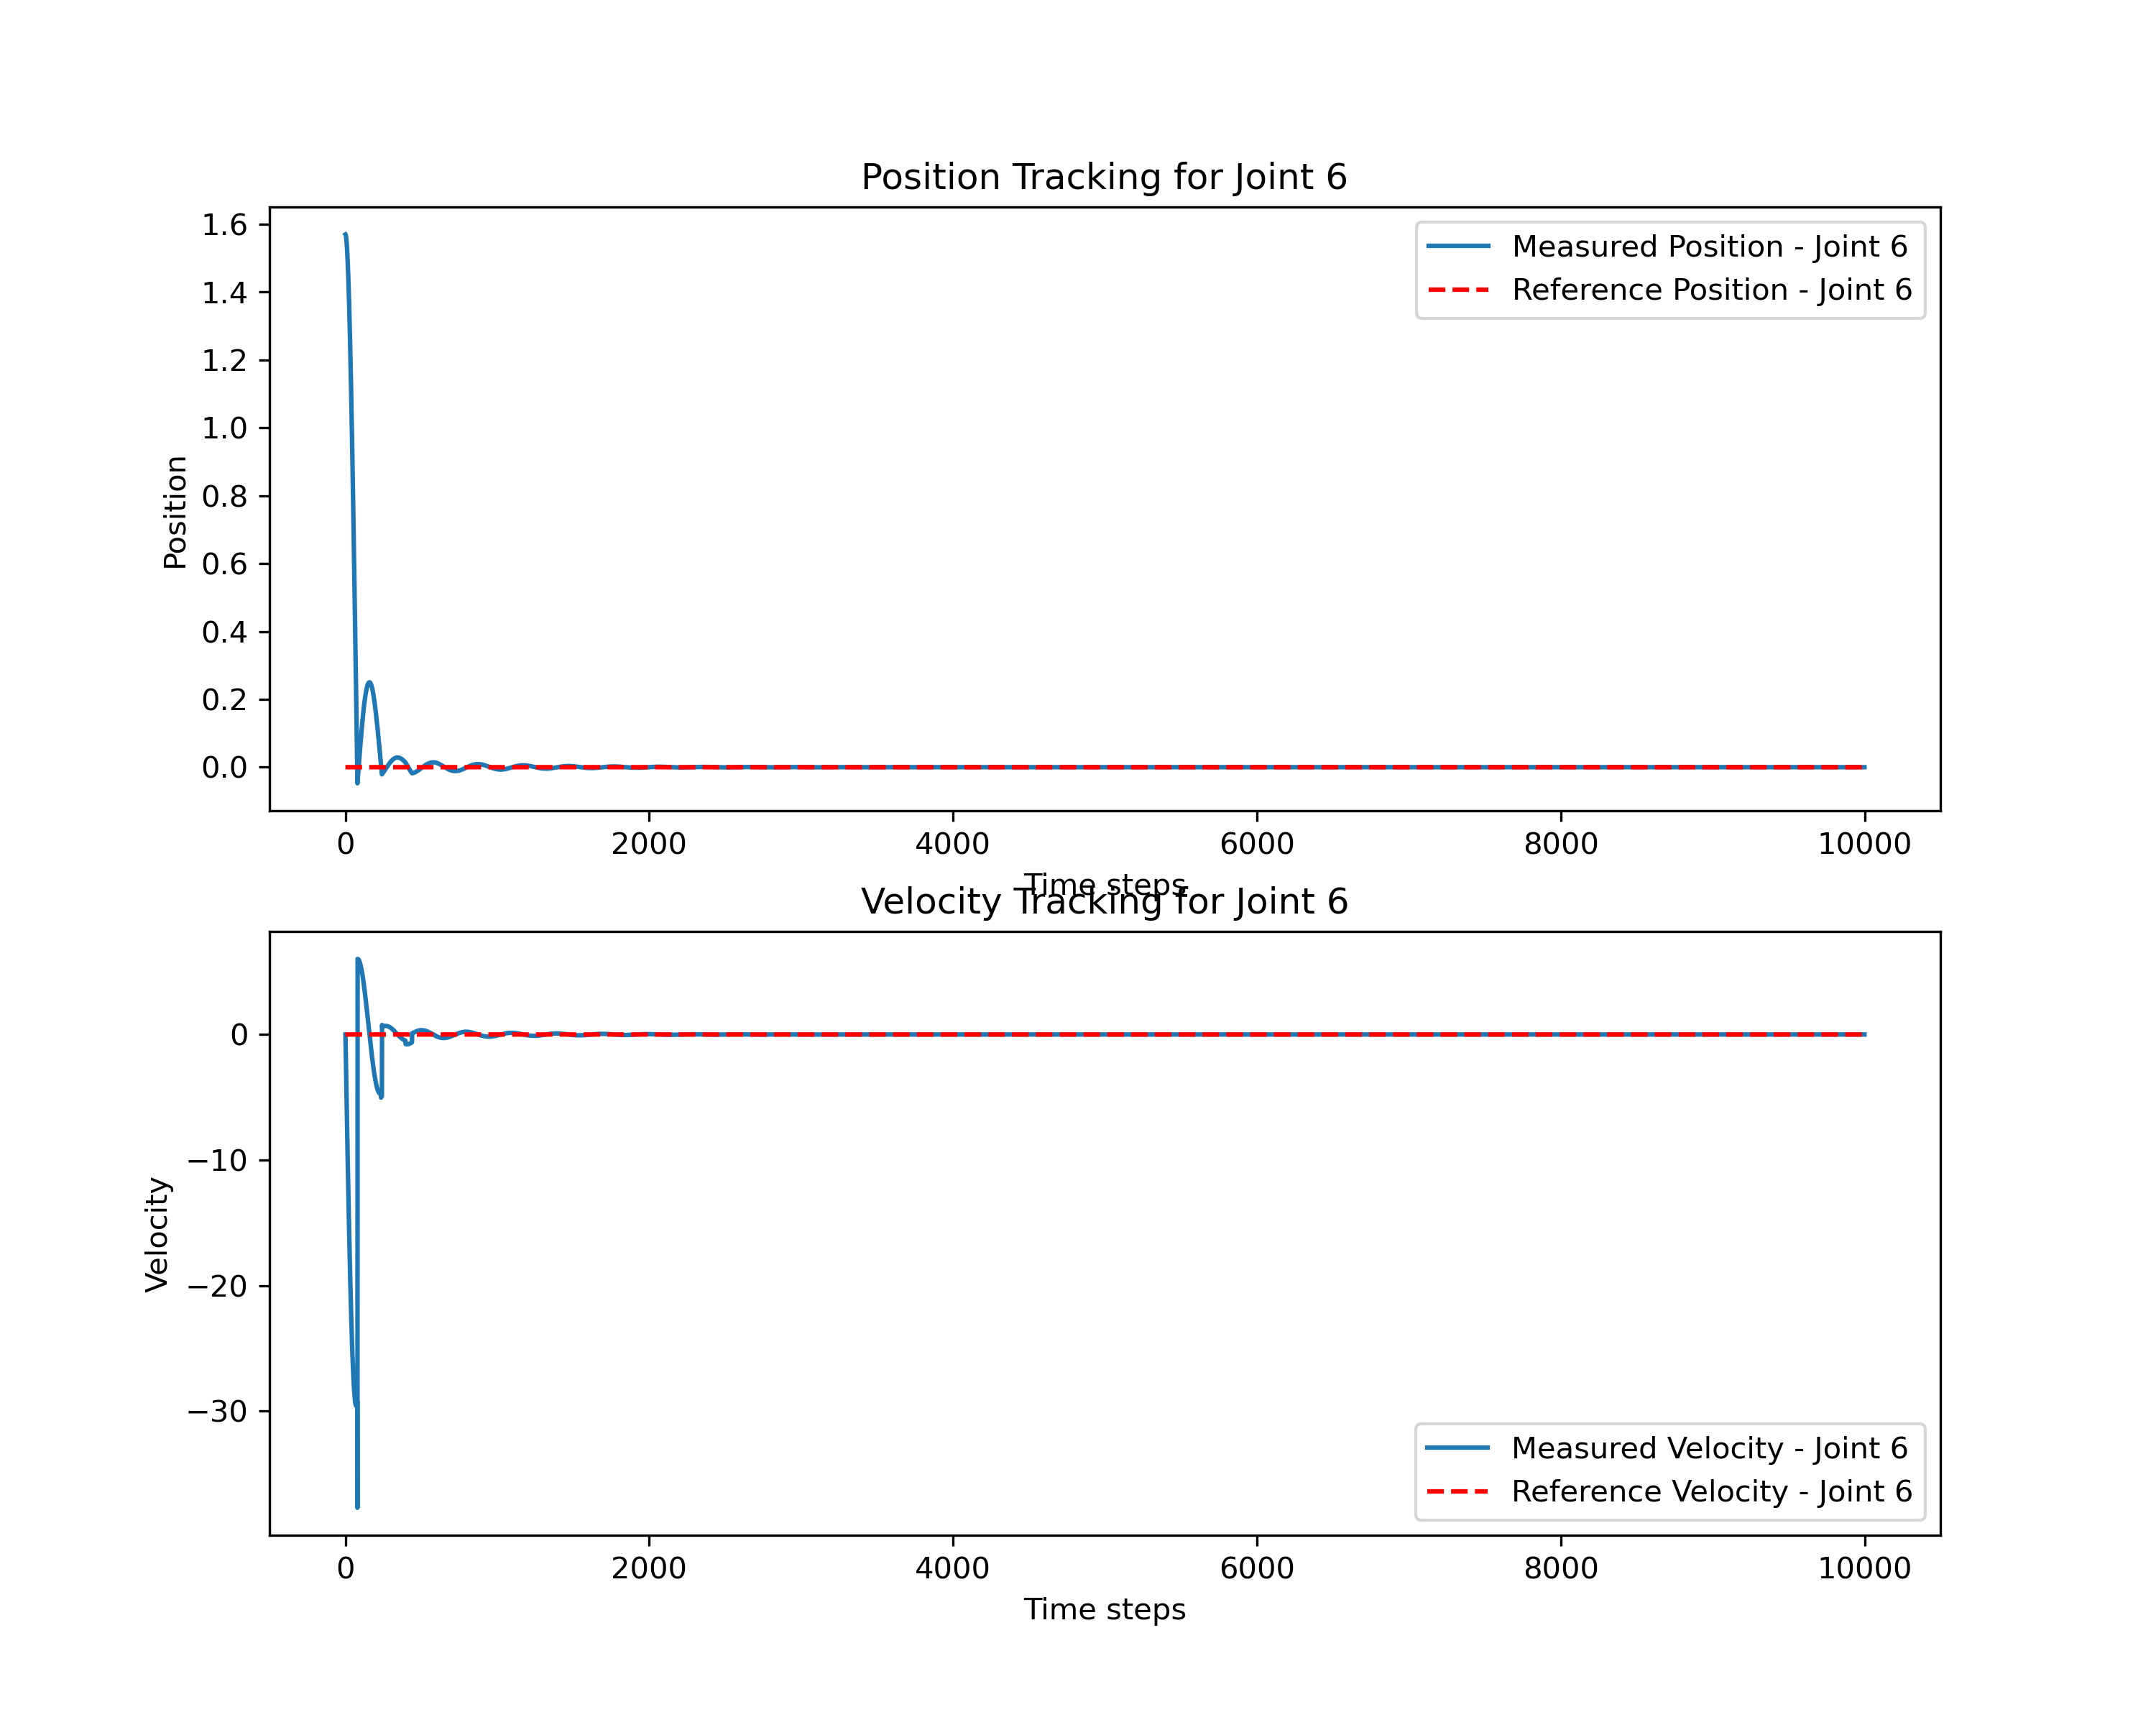 Position Tracking for Joint 6
1.6
1.4
1.2
1.0
0.8
0.6
0.4
0.2
0.0
Position
Measured Position - Joint 6
Reference Position - Joint 6
0 2000 4000 6000 8000 10000
Time steps
Velocity Tracking for Joint 6
0
−10
−20
−30
Velocity
Measured Velocity - Joint 6
Reference Velocity - Joint 6
0 2000 4000 6000 8000 10000
Time steps